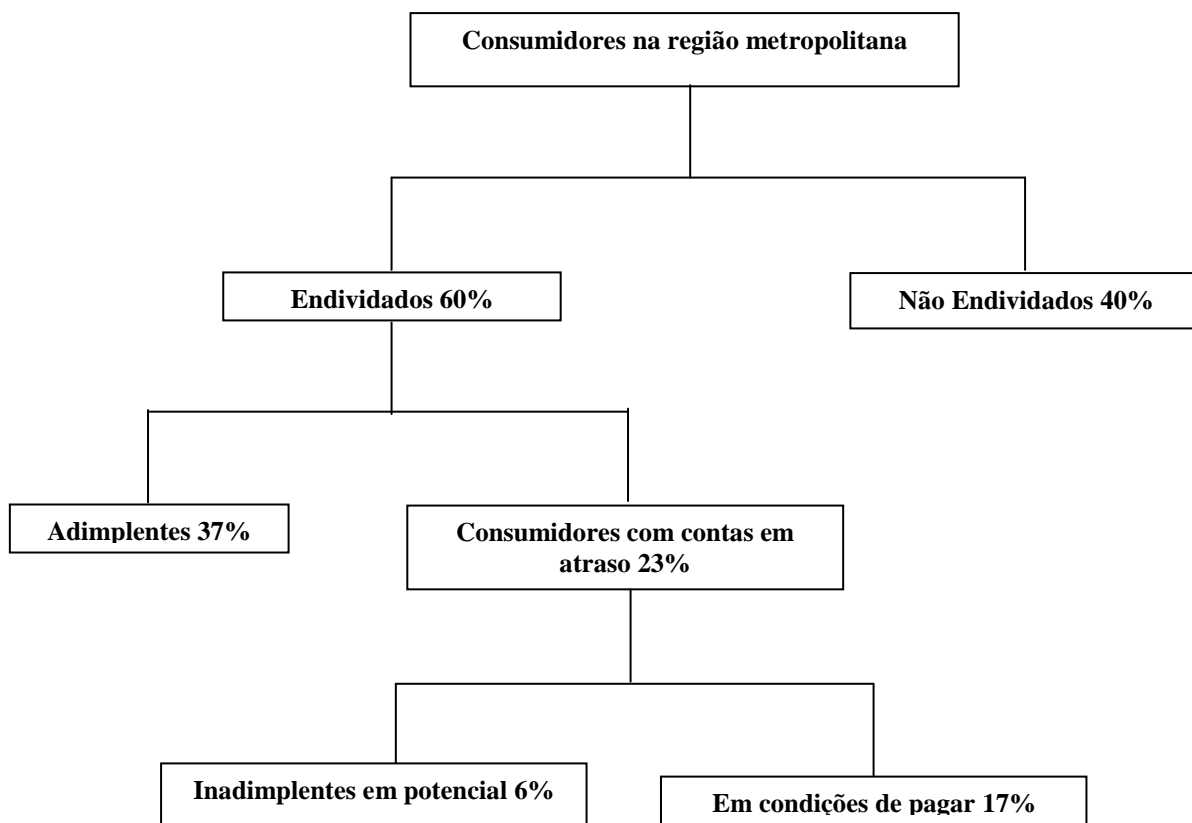 Consumidores na região metropolitana
Endividados 60%
Não Endividados 40%
Adimplentes 37%
Consumidores com contas em
atraso 23%
Inadimplentes em potencial 6%
Em condições de pagar 17%